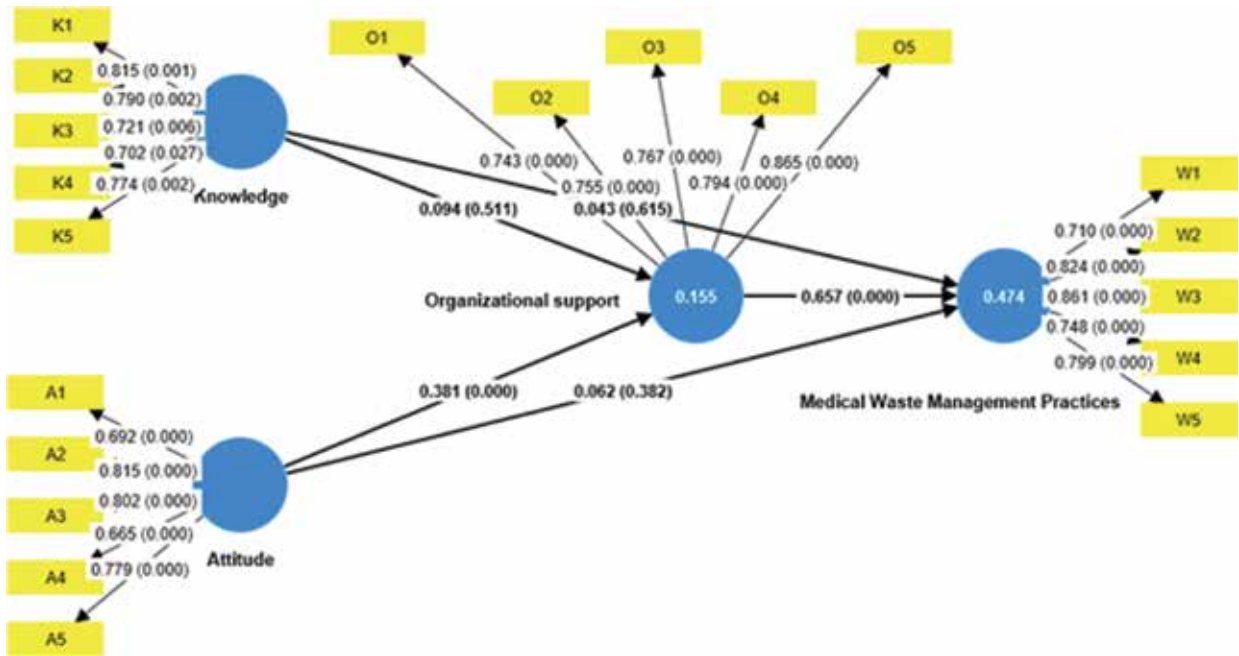 K1
K2
K3
K4
K5
0.815 (0.001)
0.790 (0.002)
0.721 (0.006)
0.702 (0.027)
0.774 (0.002)
Knowledge
O1
O2
O3
O4
O5
0.743 (0.000)
0.755 (0.000)
0.767 (0.000)
0.794 (0.000)
0.865 (0.000)
0.094 (0.511)
0.043 (0.615)
Organizational support
0.155
0.657 (0.000)
0.474
W1
W2
W3
W4
W5
0.710 (0.000)
0.824 (0.000)
0.861 (0.000)
0.748 (0.000)
0.799 (0.000)
Medical Waste Management Practices
0.381 (0.000)
0.062 (0.382)
A1
A2
A3
A4
A5
0.692 (0.000)
0.815 (0.000)
0.802 (0.000)
0.665 (0.000)
0.779 (0.000)
Attitude